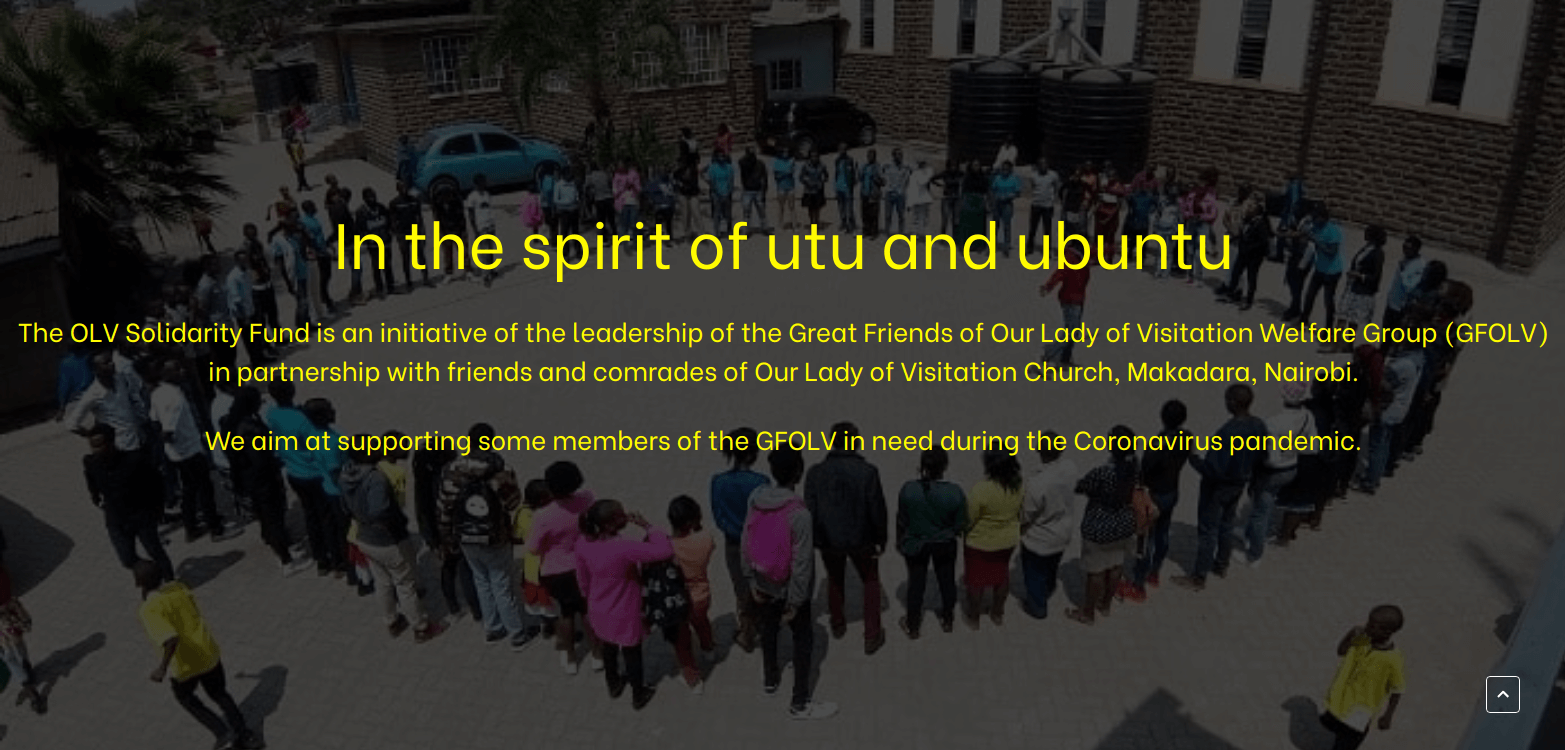 In the spirit of utu and ubuntu
The OLV Solidarity Fund is an initiative of the leadership of the Great Friends of Our Lady of Visitation Welfare Group (GFOLV)
in partnership with friends and comrades of Our Lady of Visitation Church, Makadara, Nairobi.
We aim at supporting some members of the GFOLV in need during the Coronavirus pandemic.